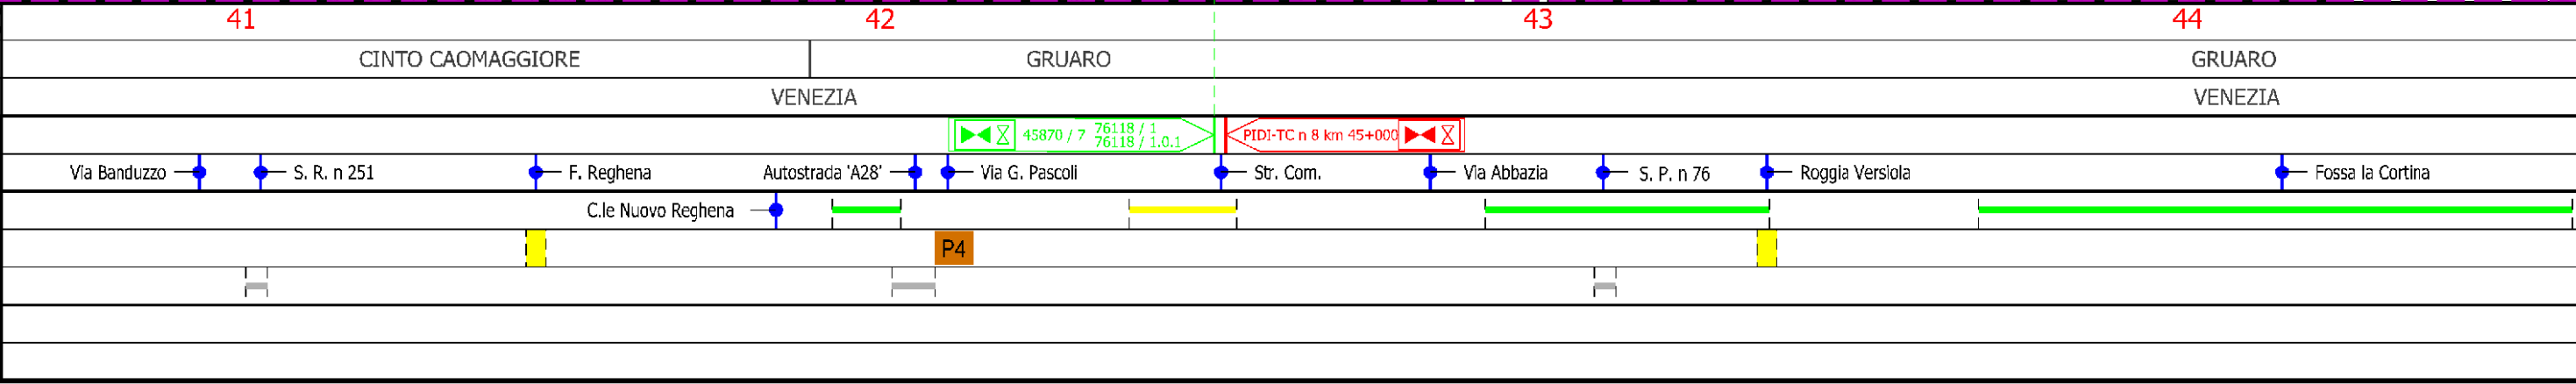 41 42 43 44
CINTO CAOMAGGIORE GRUARO GRUARO
VENEZIA VENEZIA
45870 / 7 76118 / 1 PIDI-TC n 8 km 45+000
76118 / 1.0.1
Via Banduzzo S. R. n 251 F. Reghena Autostrada 'A28' Via G. Pascoli Str. Com. Via Abbazia S. P. n 76 Roggia Versiola Fossa la Cortina
C.le Nuovo Reghena
P4